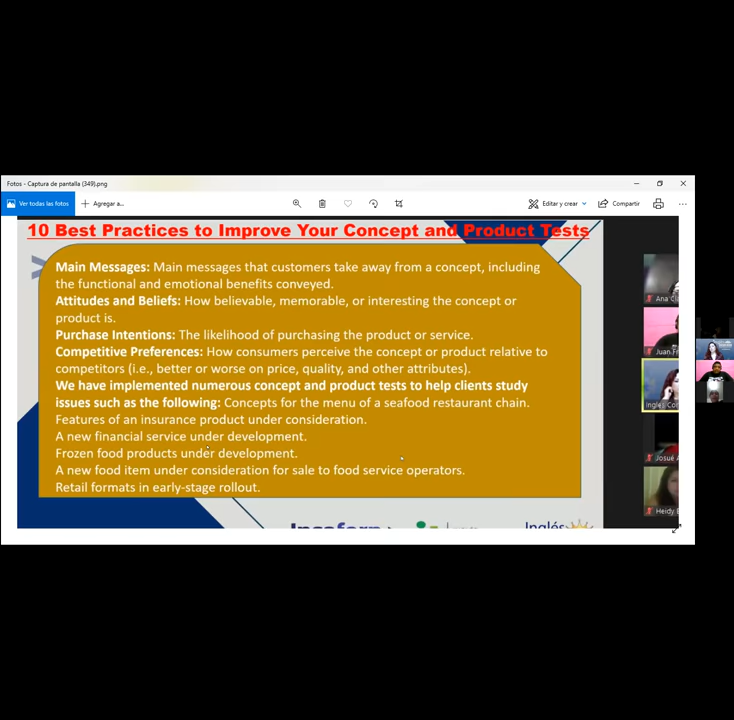 Fotos - Captura de pantalla (349).png
Ver todas las fotos
Agregar a...
Editar y crear
Compartir
10 Best Practices to Improve Your Concept and Product Tests
Main Messages: Main messages that customers take away from a concept, including
the functional and emotional benefits conveyed.
Attitudes and Beliefs: How believable, memorable, or interesting the concept or
product is.
Purchase Intentions: The likelihood of purchasing the product or service.
Competitive Preferences: How consumers perceive the concept or product relative to
competitors (i.e., better or worse on price, quality, and other attributes).
We have implemented numerous concept and product tests to help clients study
issues such as the following: Concepts for the menu of a seafood restaurant chain.
Features of an insurance product under consideration.
A new financial service under development.
Frozen food products under development.
A new food item under consideration for sale to food service operators.
Retail formats in early-stage rollout.
Ana
Juan
Inglés
Josué
Heidy
Insaforp
Inglés